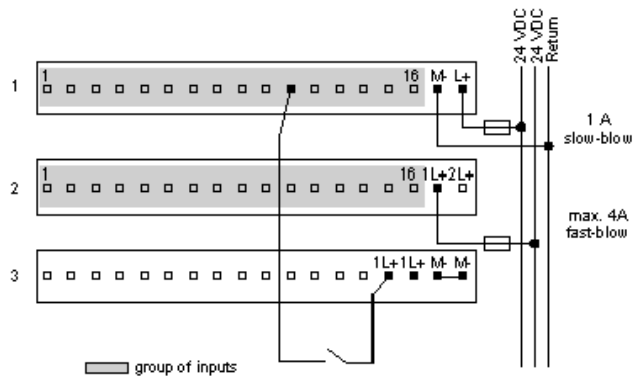 24 VDC
24 VDC
Return
1
1 16 M- L+
1 A
slow-blow
2
1 16 1L+ 2L+
max. 4A
fast-blow
3
1L+ 1L+ M- M-
group of inputs